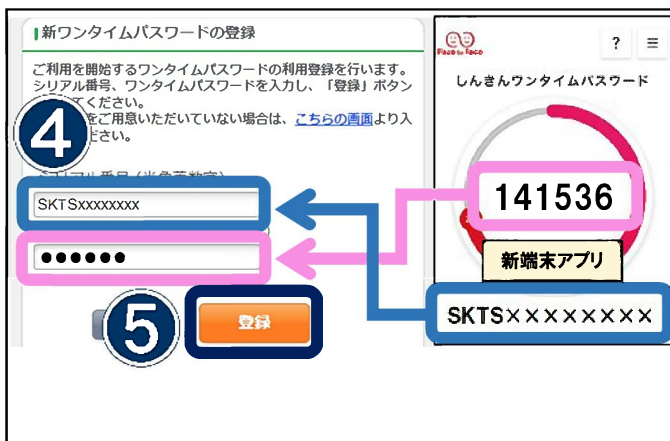 新ワンタイムパスワードの登録
ご利用を開始するワンタイムパスワードの利用登録を行います。
シリアル番号、ワンタイムパスワードを入力し、「登録」ボタン
てください。
をご用意いただいていない場合は、こちらの画面より入
ださい。
4
SKTSxxxxxxxx
●●●●●●
5
登録
Face to Face
? ≡
しんきんワンタイムパスワード
141536
新端末アプリ
SKTS××××××××